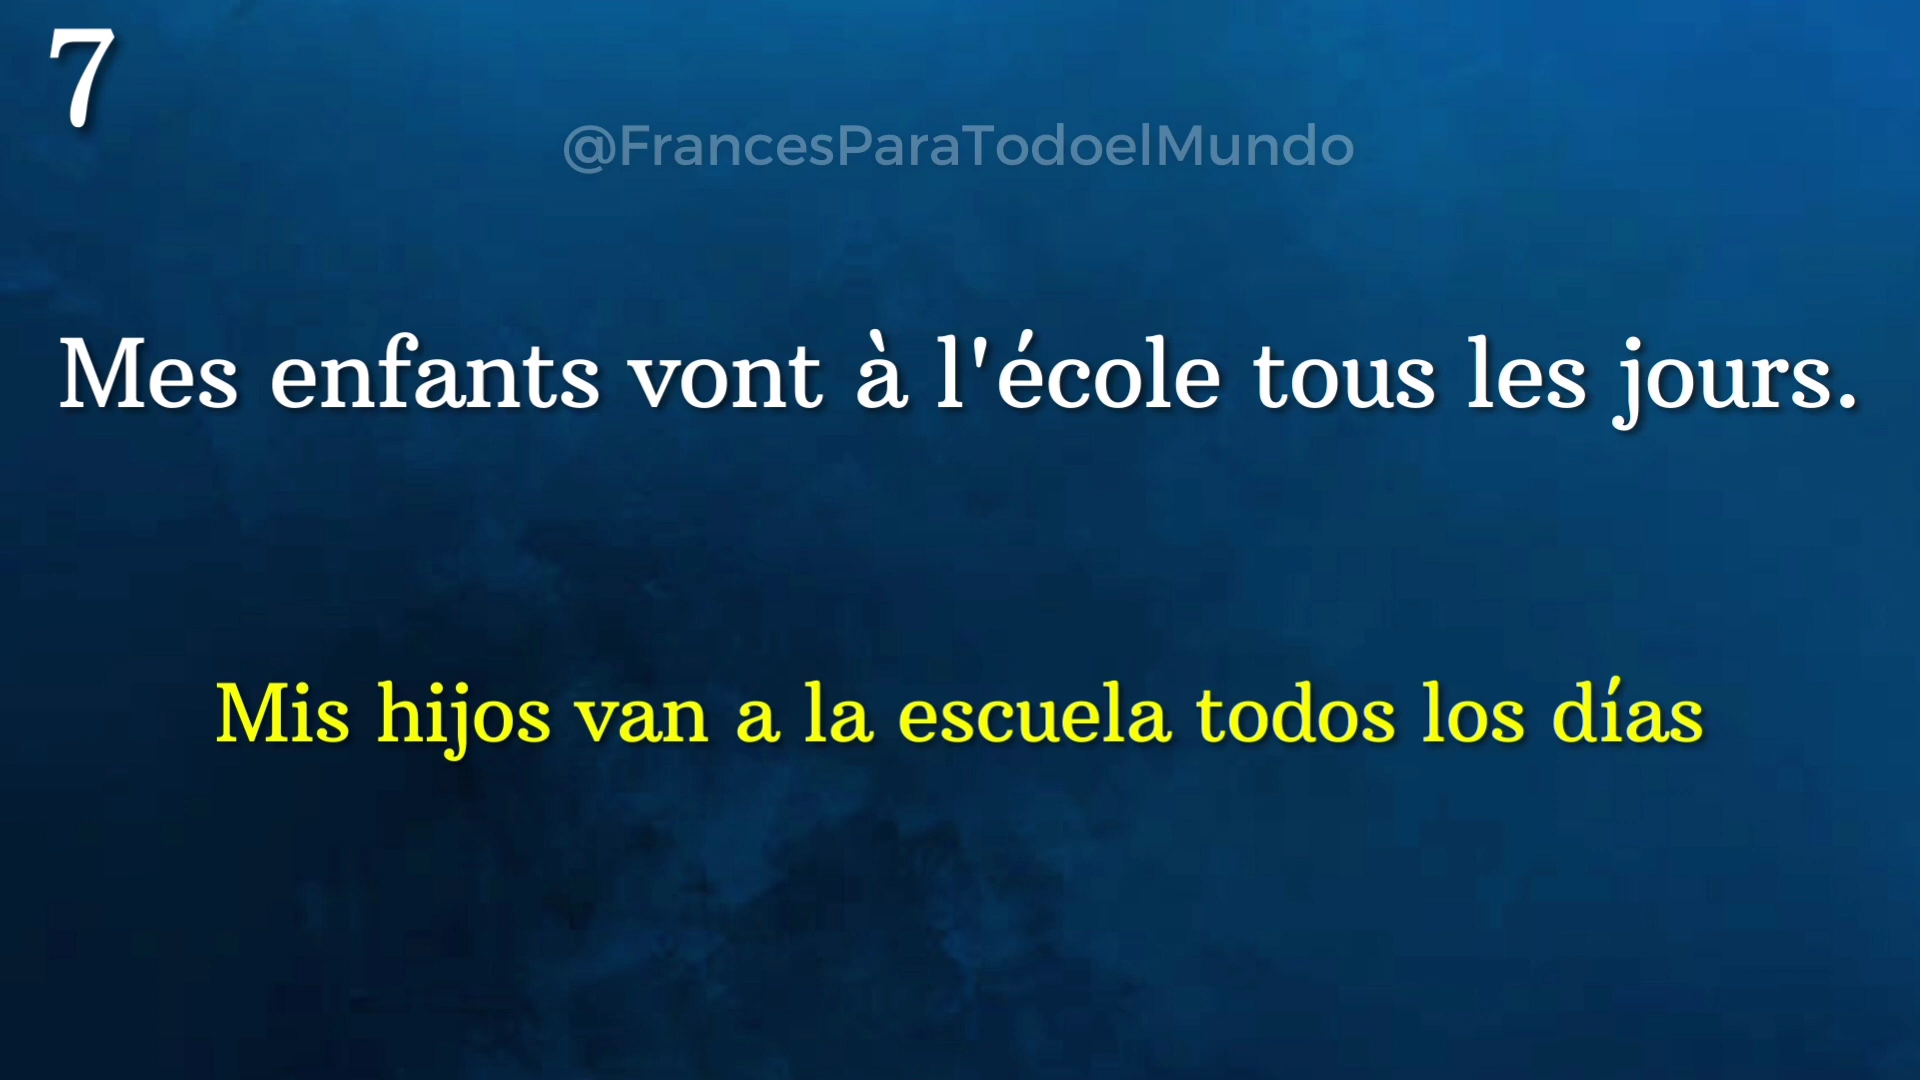 7
@FrancesParaTodoelMundo
Mes enfants vont à l'école tous les jours.
Mis hijos van a la escuela todos los días